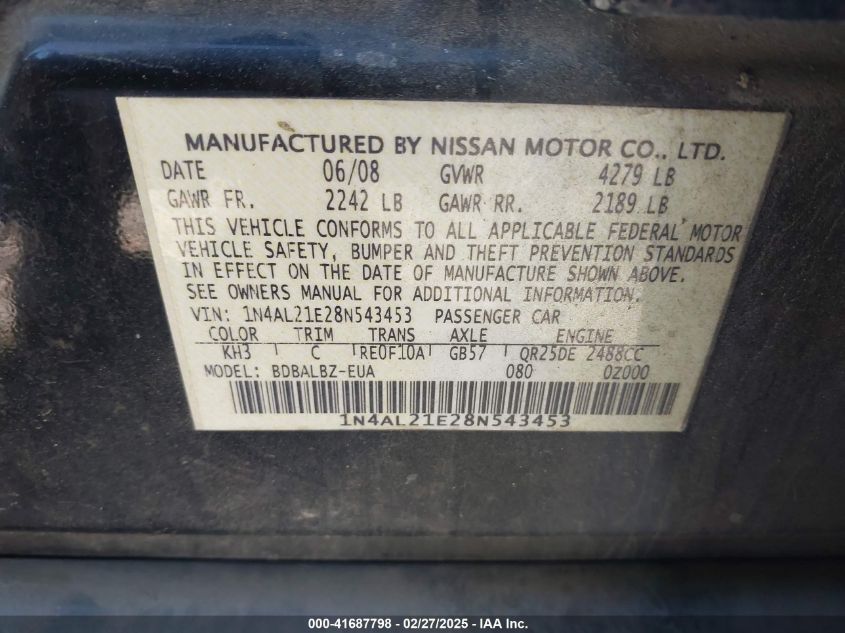 MANUFACTURED BY NISSAN MOTOR CO., LTD.
DATE 06/08 GVWR 4279 LB
GAWR FR. 2242 LB GAWR RR. 2189 LB
THIS VEHICLE CONFORMS TO ALL APPLICABLE FEDERAL MOTOR
VEHICLE SAFETY, BUMPER AND THEFT PREVENTION STANDARDS
IN EFFECT ON THE DATE OF MANUFACTURE SHOWN ABOVE.
SEE OWNERS MANUAL FOR ADDITIONAL INFORMATION.
VIN: 1N4AL21E28N543453 PASSENGER CAR
COLOR TRIM TRANS AXLE ENGINE
KH3 C RE0F10A GB57 QR25DE 2488CC
MODEL: BDBALBZ-EUA 080 0Z000
1N4AL21E28N543453
000-41687798 - 02/27/2025 - IAA Inc.